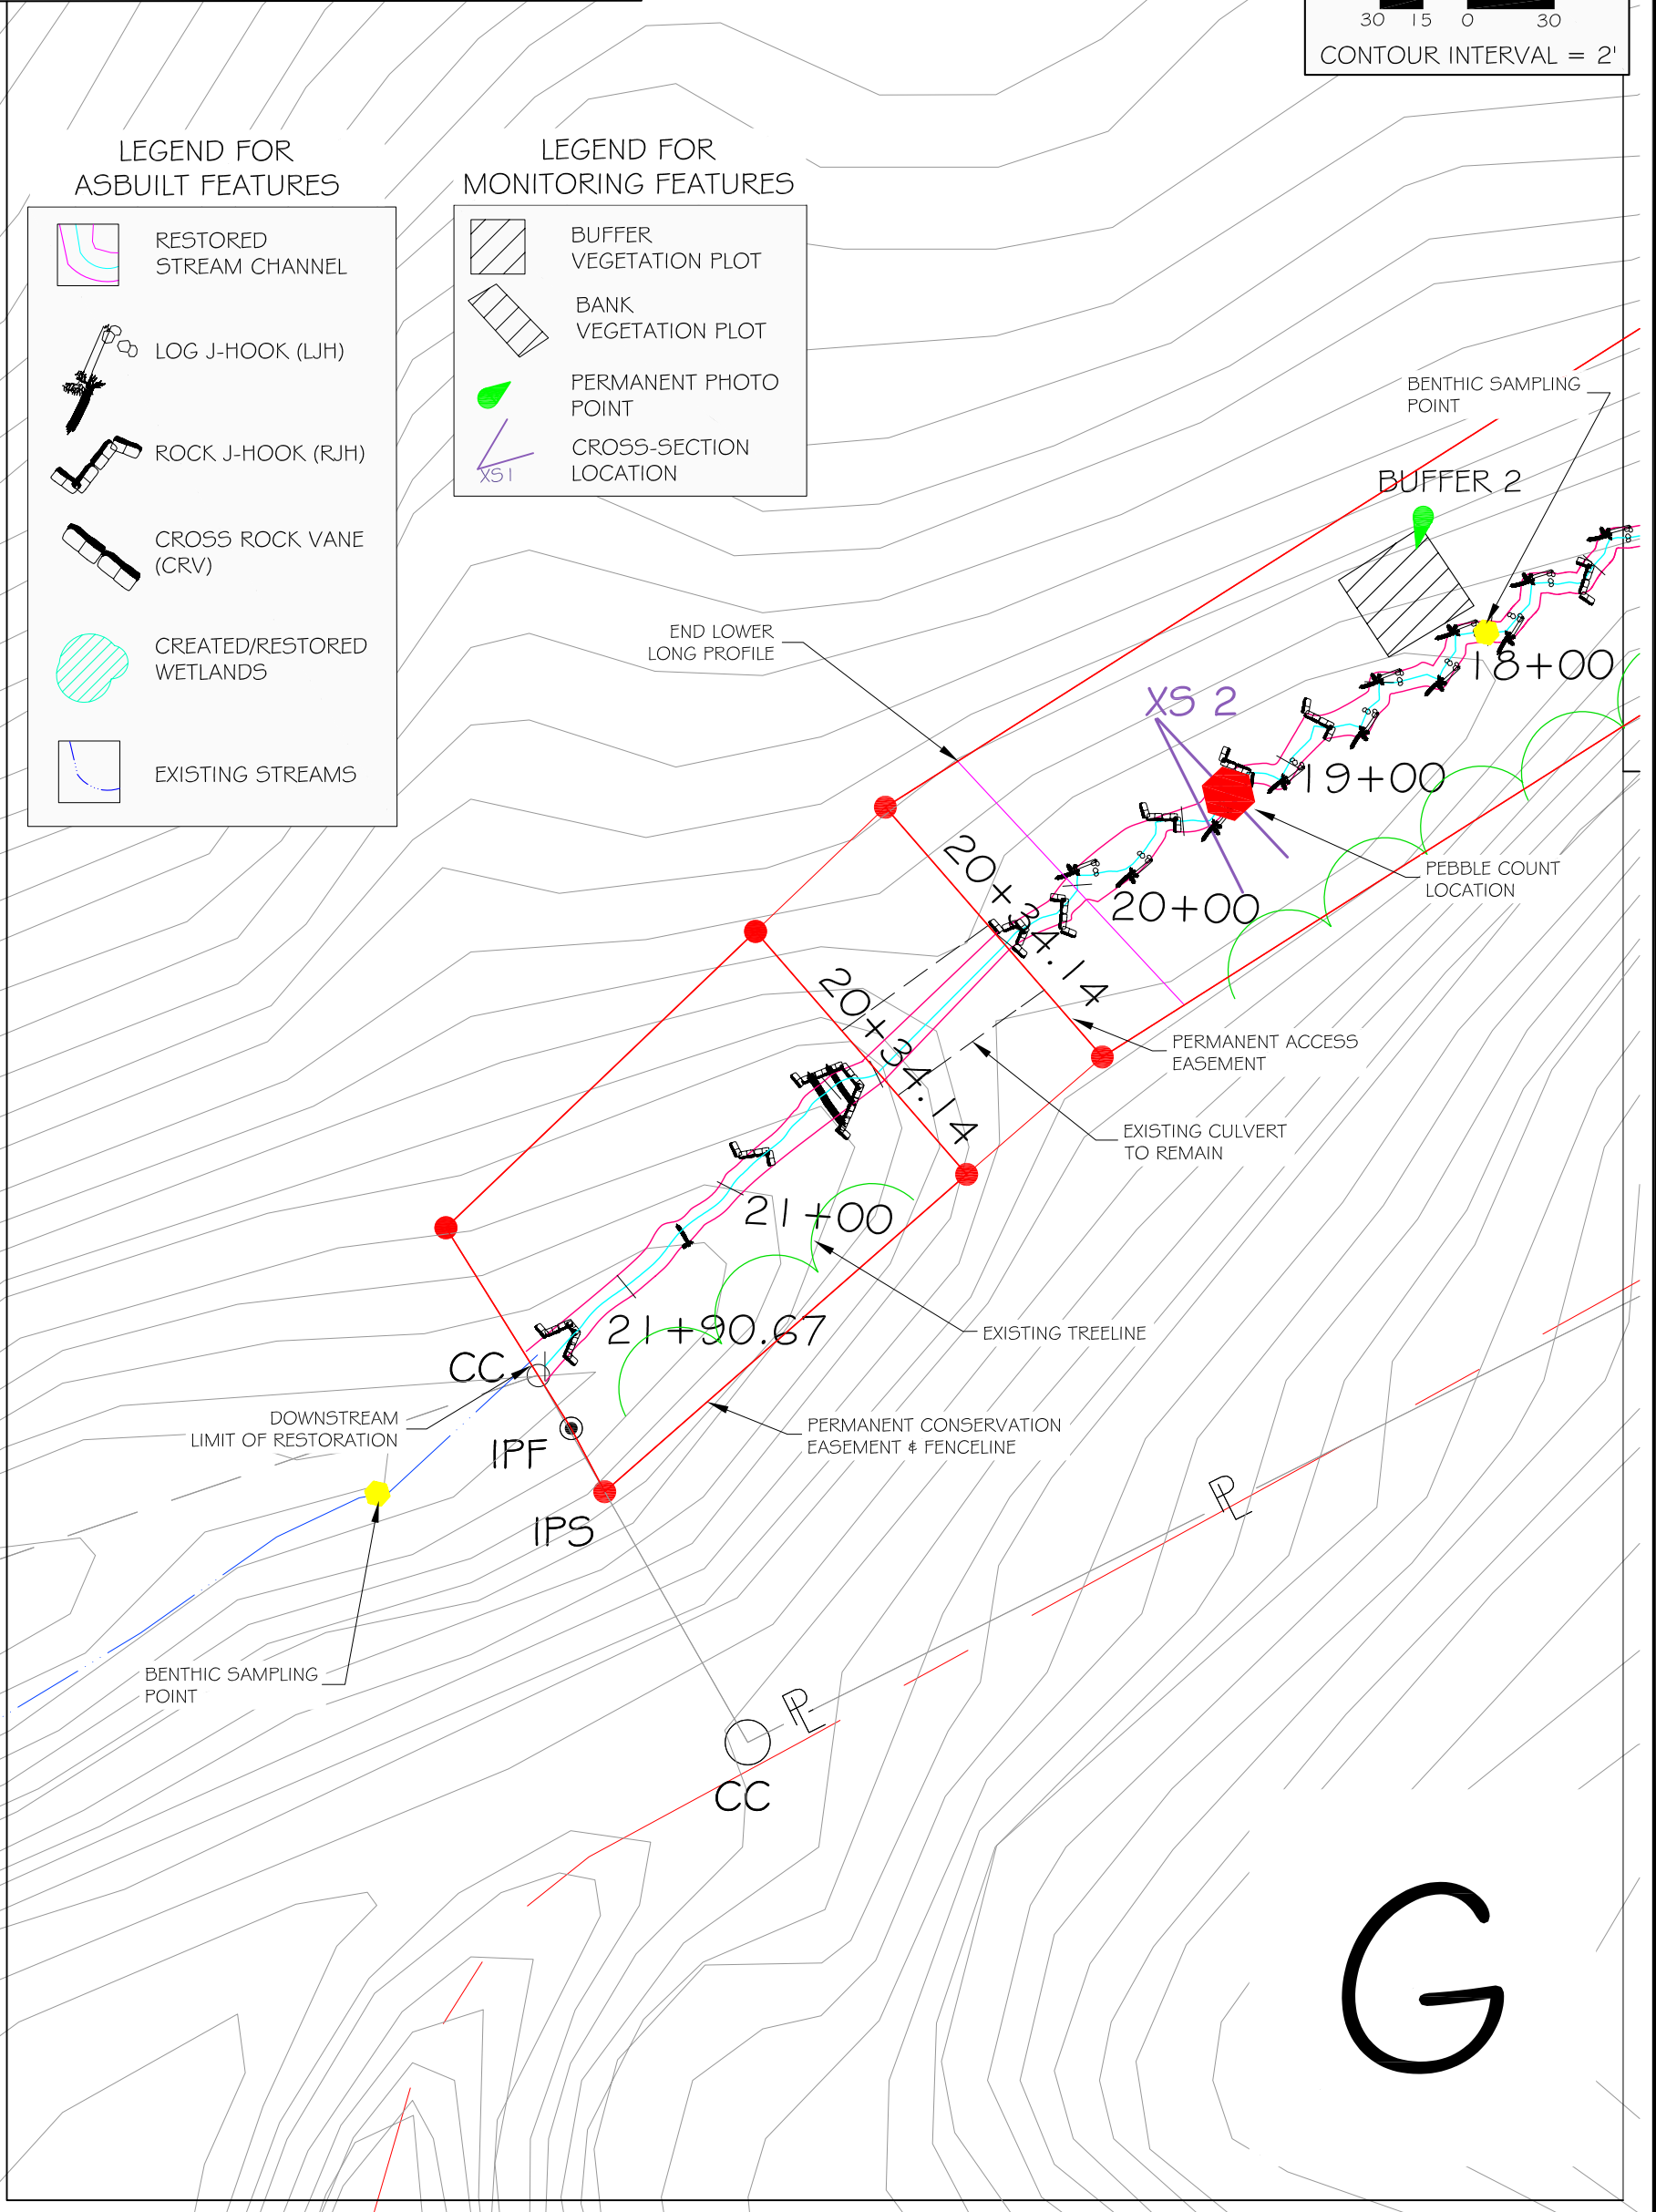 30 15 0 30
CONTOUR INTERVAL = 2'
LEGEND FOR
ASBUILT FEATURES
RESTORED
STREAM CHANNEL
LOG J-HOOK (LJH)
ROCK J-HOOK (RJH)
CROSS ROCK VANE
(CRV)
CREATED/RESTORED
WETLANDS
EXISTING STREAMS
LEGEND FOR
MONITORING FEATURES
BUFFER
VEGETATION PLOT
BANK
VEGETATION PLOT
PERMANENT PHOTO
POINT
XS1
CROSS-SECTION
LOCATION
BENTHIC SAMPLING
POINT
BUFFER 2
END LOWER
LONG PROFILE
18+00
XS 2
19+00
PEBBLE COUNT
LOCATION
20+00
20+34.14
20+34.14
PERMANENT ACCESS
EASEMENT
EXISTING CULVERT
TO REMAIN
21+00
EXISTING TREELINE
21+90.67
CC
DOWNSTREAM
LIMIT OF RESTORATION
PERMANENT CONSERVATION
EASEMENT & FENCELINE
IPF
IPS
PL
BENTHIC SAMPLING
POINT
PL
CC
G